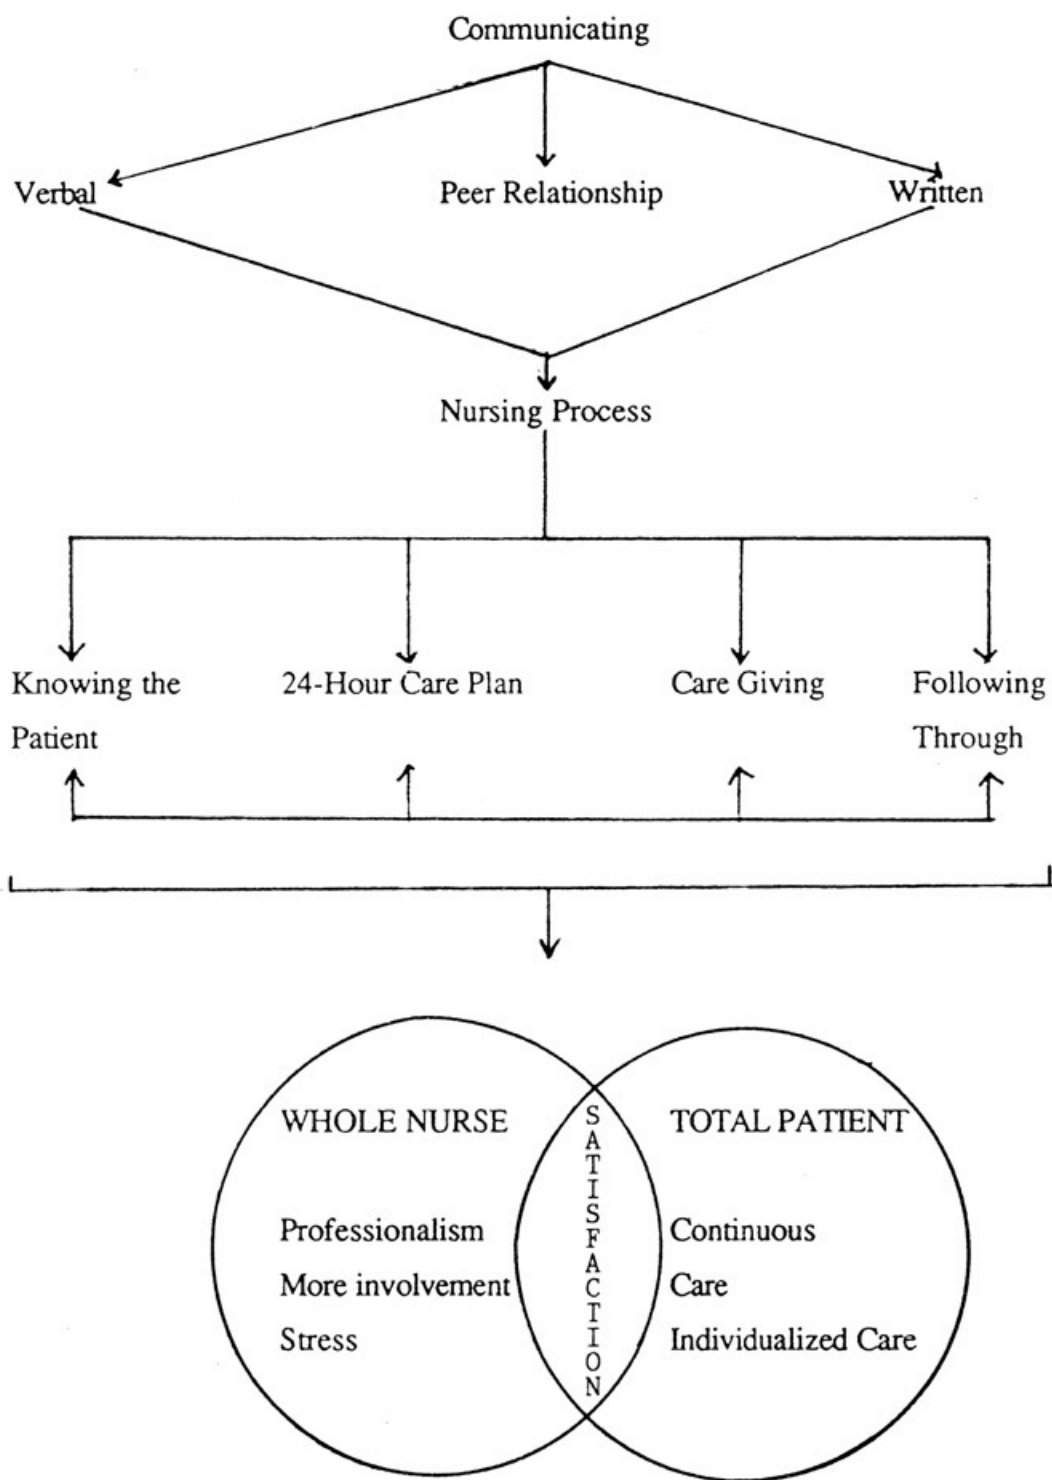 Communicating
Verbal
Peer Relationship
Written
Nursing Process
Knowing the
Patient
24-Hour Care Plan
Care Giving
Following
Through
WHOLE NURSE
Professionalism
More involvement
Stress
SATISFACTION
TOTAL PATIENT
Continuous
Care
Individualized Care